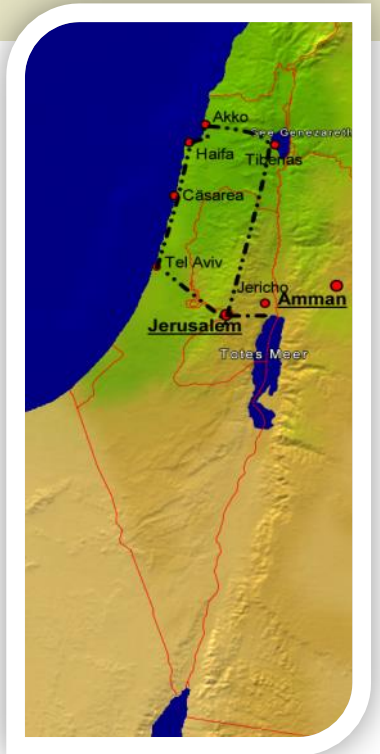 Akko
See Genezareth
Haifa
Tiberias
Cäsarea
Tel Aviv
Jericho
Amman
Jerusalem
Totes Meer